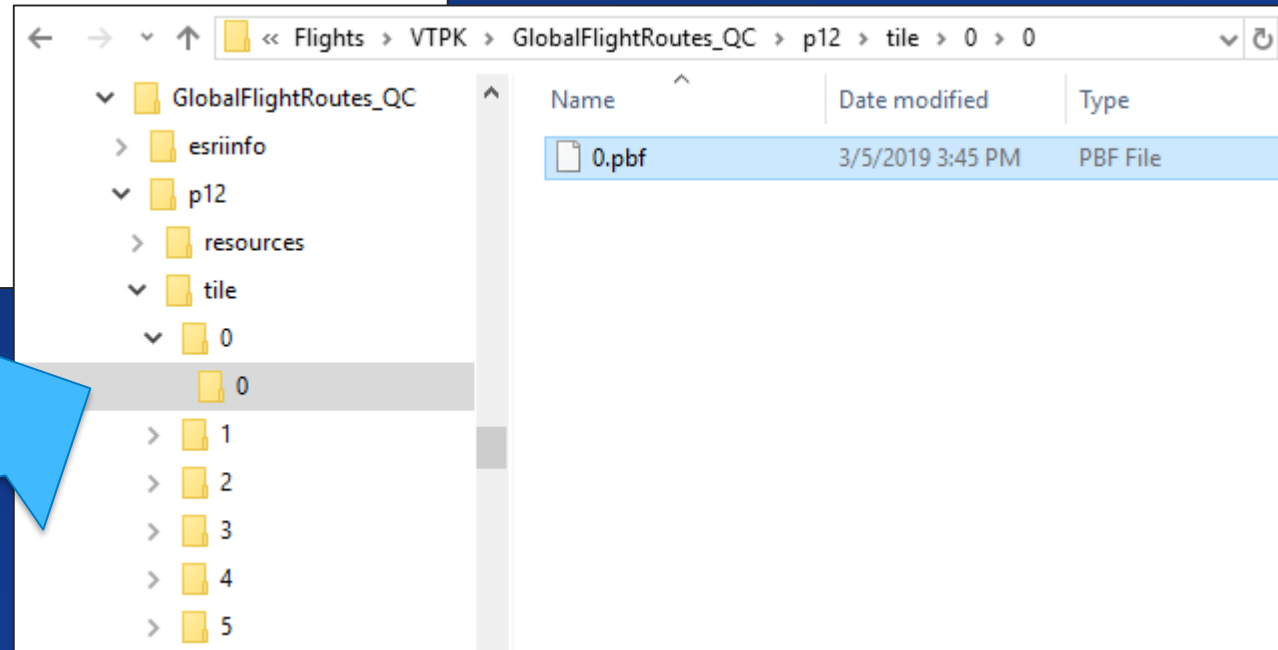 « Flights > VTPK > GlobalFlightRoutes_QC > p12 > tile > 0 > 0
GlobalFlightRoutes_QC
esriinfo
p12
resources
tile
0
0
1
2
3
4
5
Name Date modified Type
0.pbf 3/5/2019 3:45 PM PBF File